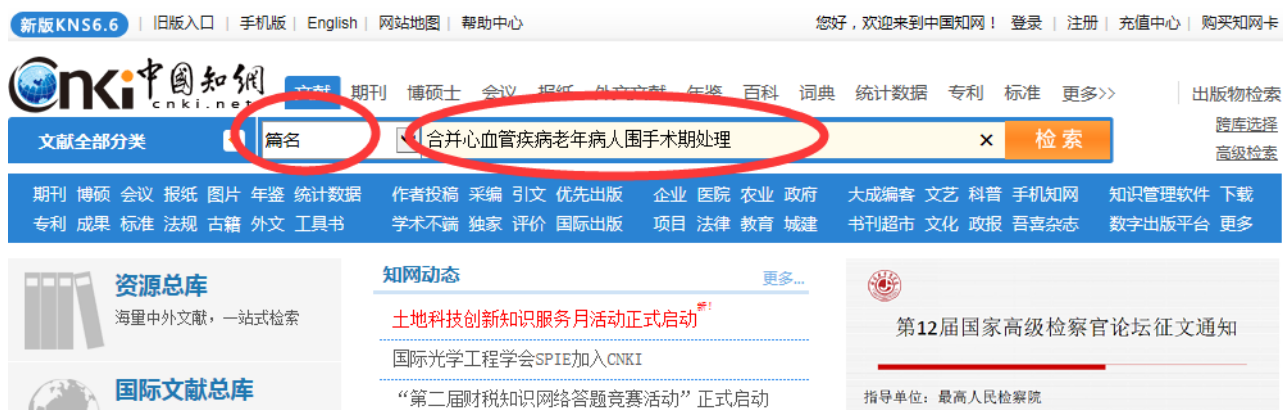 新版KNS6.6 | 旧版入口 | 手机版 | English | 网站地图 | 帮助中心 您好，欢迎来到中国知网！ 登录 | 注册 | 充值中心 | 购买知网卡
Cnki中国知網 文献 期刊 博硕士 会议 报纸 外文文献 年鉴 百科 词典 统计数据 专利 标准 更多>> 出版物检索
cnki.net
文献全部分类 篇名 合并心血管疾病老年病人围手术期处理 × 检索 跨库选择
高级检索
期刊 博硕 会议 报纸 图片 年鉴 统计数据 作者投稿 采编 引文 优先出版 企业 医院 农业 政府 大成编客 文艺 科普 手机知网 知识管理软件 下载
专利 成果 标准 法规 古籍 外文 工具书 学术不端 独家 评价 国际出版 项目 法律 教育 城建 书刊超市 文化 政报 吾喜杂志 数字出版平台 更多
资源总库
海量中外文献，一站式检索
国际文献总库
知网动态 更多...
土地科技创新知识服务月活动正式启动 新!
国际光学工程学会SPIE加入CNKI
“第二届财税知识网络答题竞赛活动”正式启动
第12届国家高级检察官论坛征文通知
指导单位：最高人民检察院